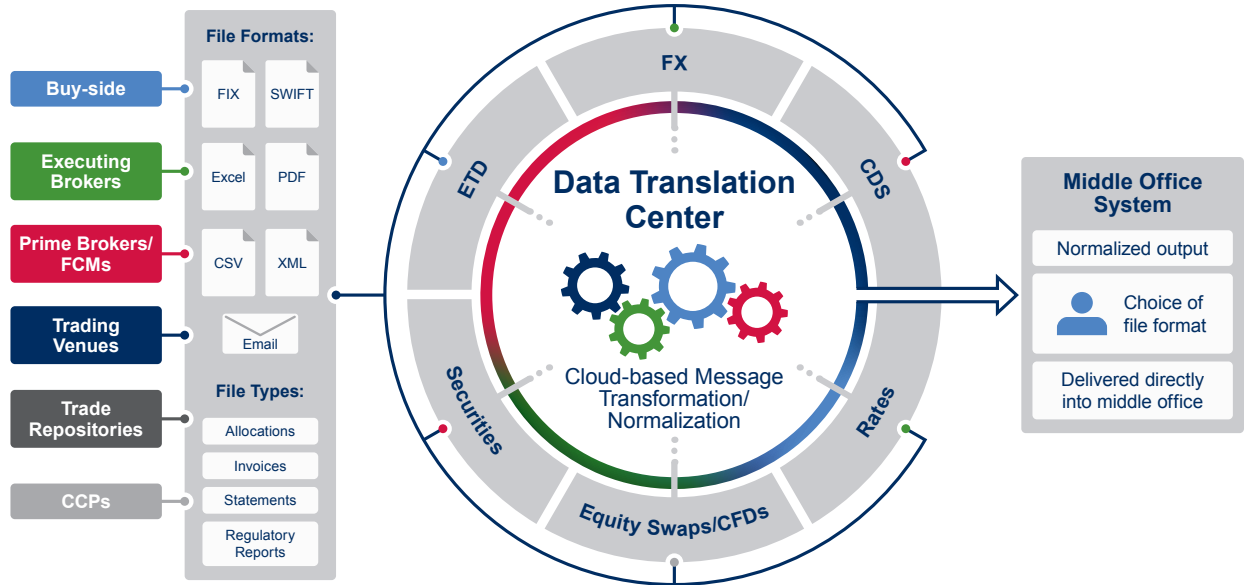 Buy-side
Executing
Brokers
Prime Brokers/
FCMs
Trading
Venues
Trade
Repositories
CCPs
File Formats:
FIX
SWIFT
Excel
PDF
CSV
XML
Email
File Types:
Allocations
Invoices
Statements
Regulatory
Reports
FX
CDS
Rates
Equity Swaps/CFDs
Securities
ETD
Data Translation
Center
Cloud-based Message
Transformation/
Normalization
Middle Office
System
Normalized output
Choice of
file format
Delivered directly
into middle office